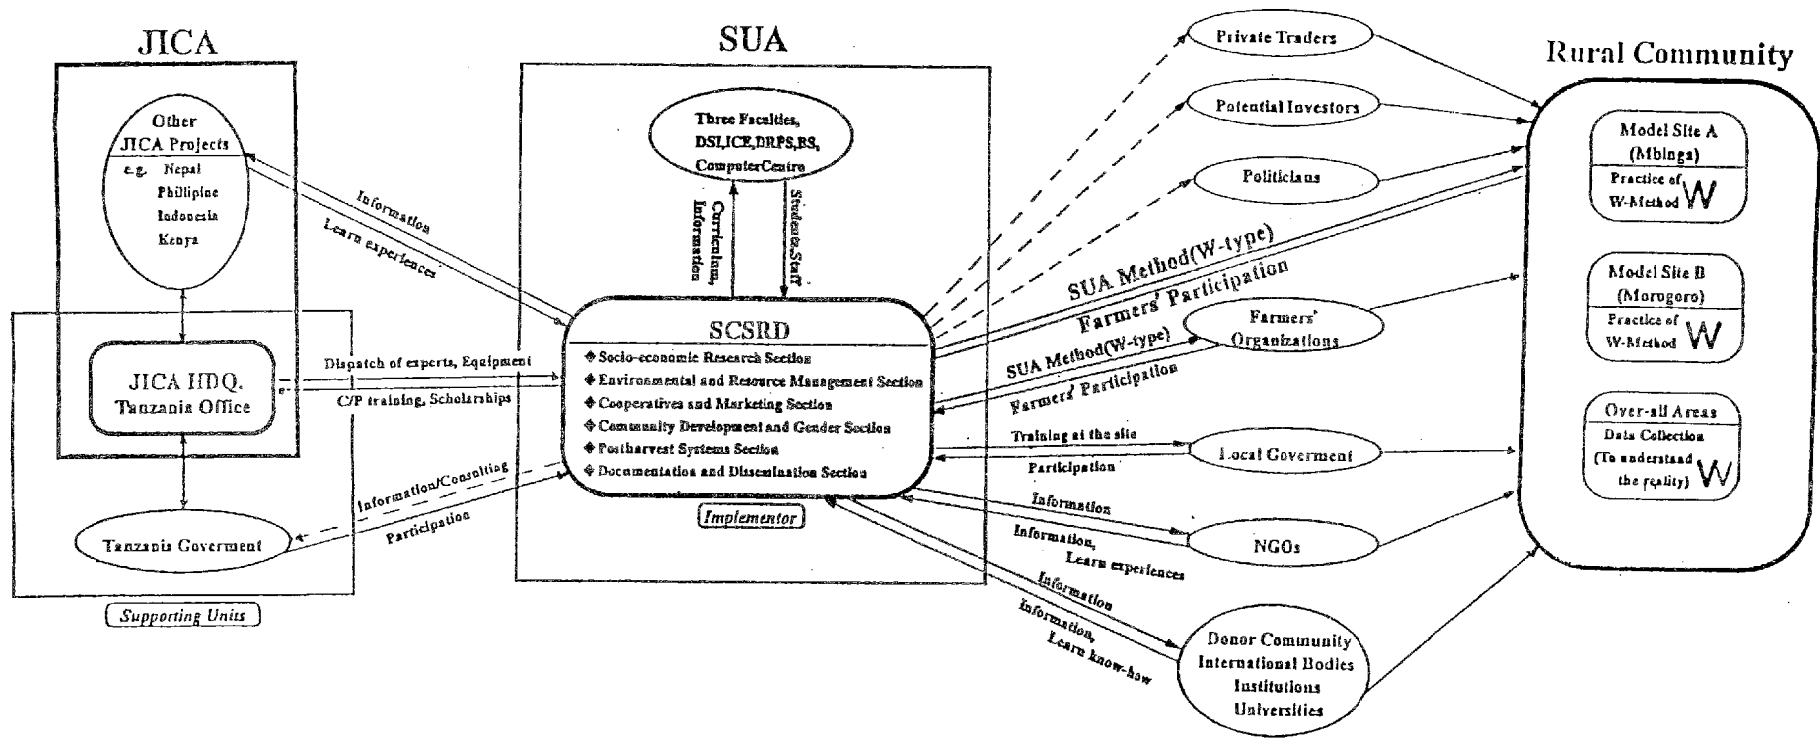 JICA
Other
JICA Projects
e.g. Nepal
Phillipine
Indonesia
Kenya
JICA HDQ.
Tanzania Office
Tanzania Goverment
Supporting Units
Information
Learn experiences
Dispatch of experts, Equipment
C/P training, Scholarships
Information/Consulting
Participation
SUA
Three Faculties,
DSI,ICE,DRPS,BS,
ComputerCentre
Curriculum,
Information
Students,Staff
SCSRD
◈ Socio-economic Research Section
◈ Environmental and Resource Management Section
◈ Cooperatives and Marketing Section
◈ Community Development and Gender Section
◈ Postharvest Systems Section
◈ Documentation and Dissemination Section
Implementor
SUA Method(W-type)
Farmers' Participation
SUA Method(W-type)
Farmers' Participation
Training at the site
Participation
Information
Information,
Learn experiences
Information
Information,
Learn know-how
Private Traders
Potential Investors
Politicians
Farmers'
Organizations
Local Goverment
NGOs
Donor Community
International Bodies
Institutions
Universities
Rural Community
Model Site A
(Mbinga)
Practice of
W-Method W
Model Site B
(Morogoro)
Practice of
W-Method W
Over-all Areas
Data Collection
(To understand
the reality) W